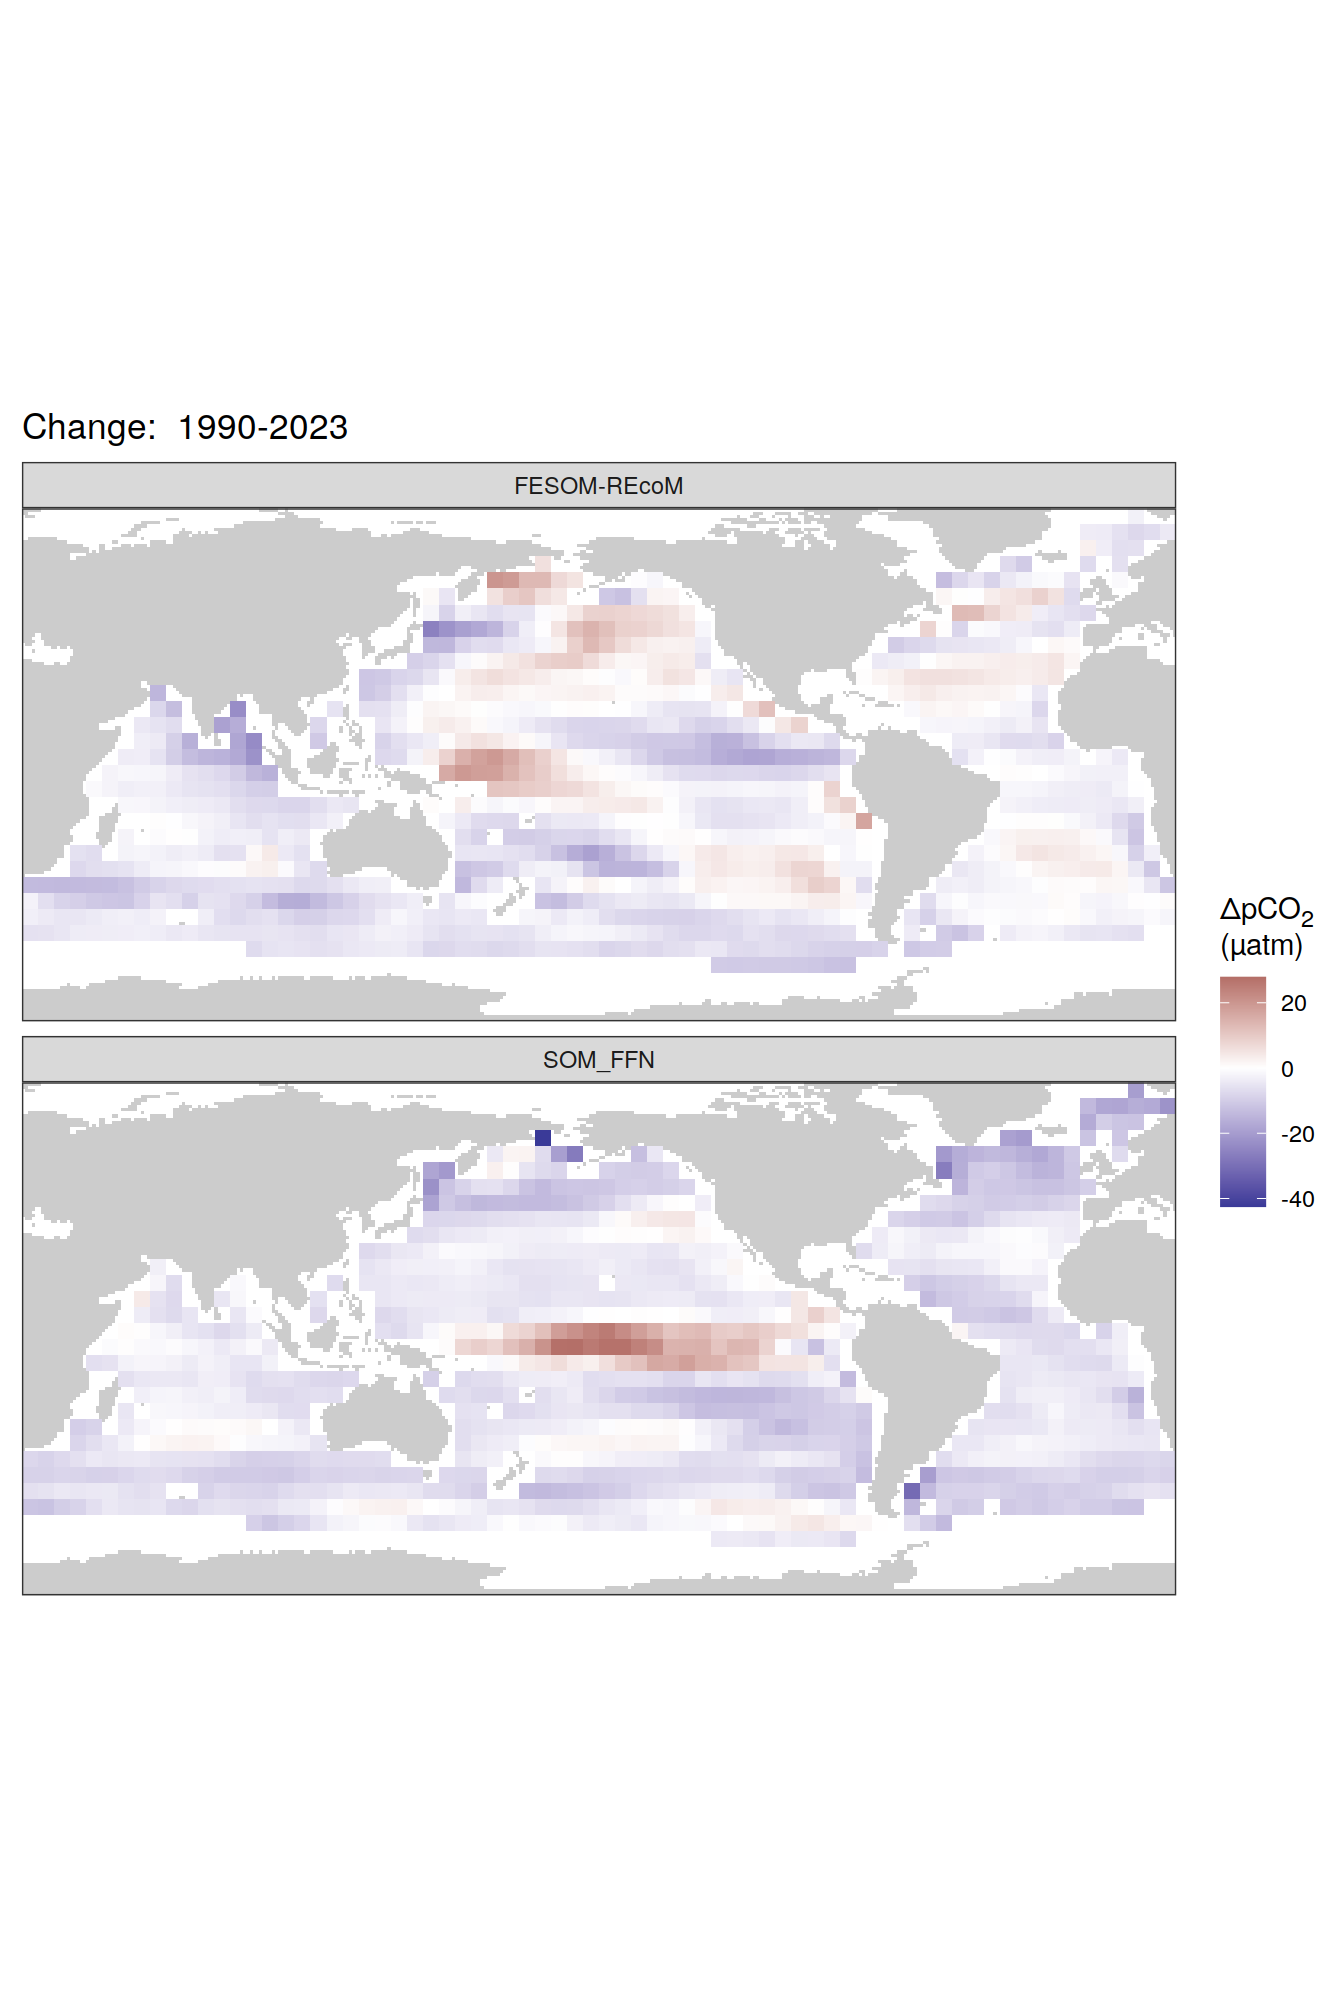 Change: 1990-2023
FESOM-REcoM
SOM_FFN
ΔpCO₂
(µatm)
20
0
-20
-40